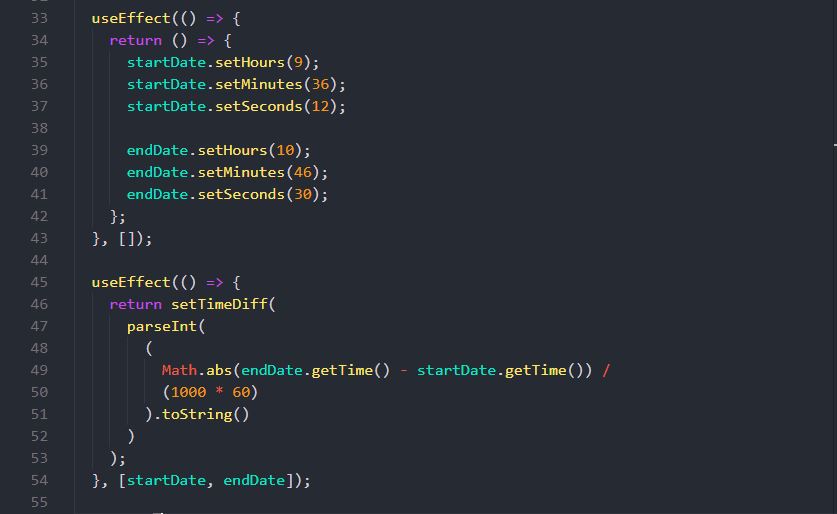 33 useEffect(() => {
34 return () => {
35 startDate.setHours(9);
36 startDate.setMinutes(36);
37 startDate.setSeconds(12);
38
39 endDate.setHours(10);
40 endDate.setMinutes(46);
41 endDate.setSeconds(30);
42 };
43 }, []);
44
45 useEffect(() => {
46 return setTimeDiff(
47 parseInt(
48 (
49 Math.abs(endDate.getTime() - startDate.getTime()) /
50 (1000 * 60)
51 ).toString()
52 )
53 );
54 }, [startDate, endDate]);
55